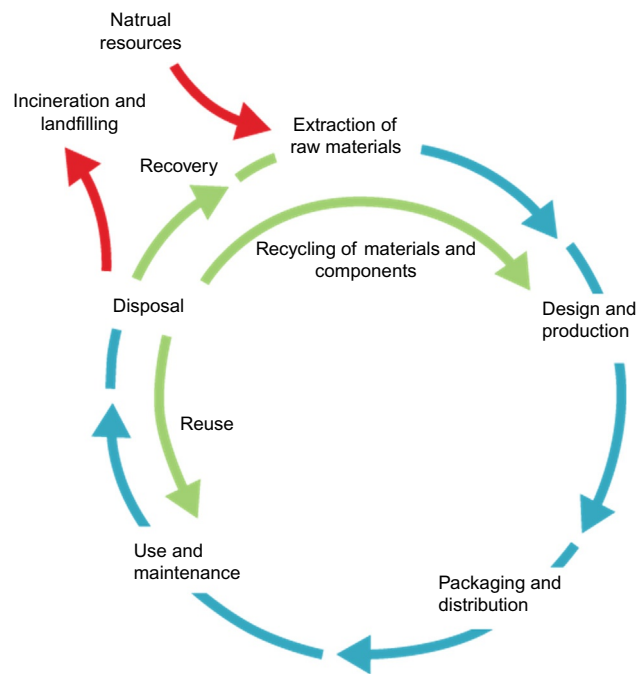 Natrual
resources
Incineration and
landfilling
Extraction of
raw materials
Recovery
Recycling of materials and
components
Disposal
Design and
production
Reuse
Use and
maintenance
Packaging and
distribution